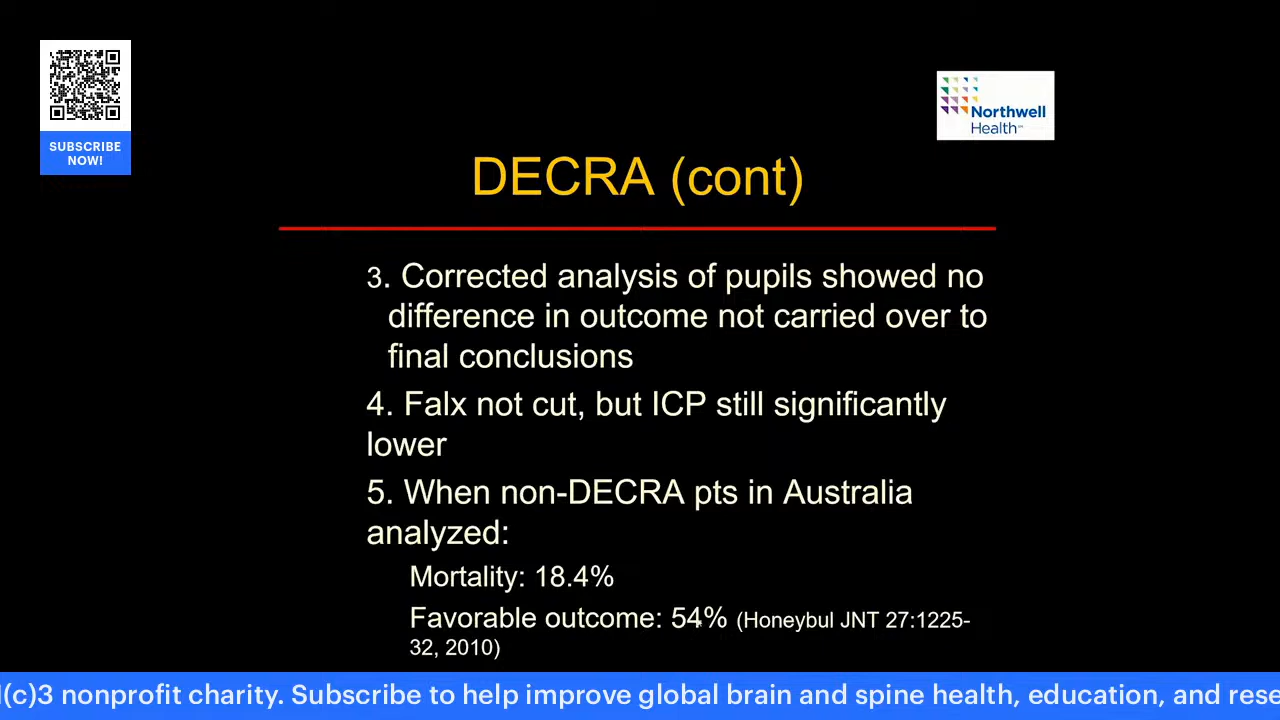 SUBSCRIBE
NOW!
Northwell
Health
DECRA (cont)
3. Corrected analysis of pupils showed no
difference in outcome not carried over to
final conclusions
4. Falx not cut, but ICP still significantly
lower
5. When non-DECRA pts in Australia
analyzed:
Mortality: 18.4%
Favorable outcome: 54% (Honeybul JNT 27:1225-
32, 2010)
(c)3 nonprofit charity. Subscribe to help improve global brain and spine health, education, and rese